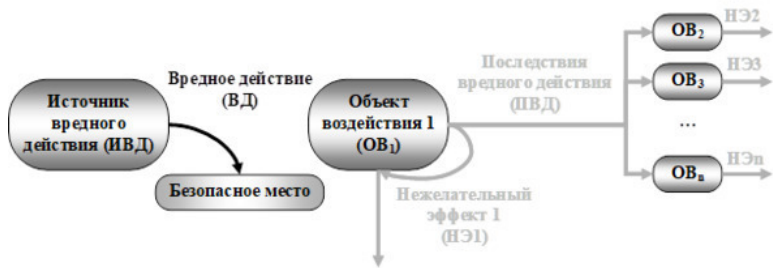 Источник
вредного
действия (ИВД)
Вредное действие
(ВД)
Безопасное место
Объект
воздействия 1
(ОВ1)
Последствия
вредного действия
(ПВД)
Нежелательный
эффект 1
(НЭ1)
ОВ2
НЭ2
ОВ3
НЭ3
...
ОВn
НЭn